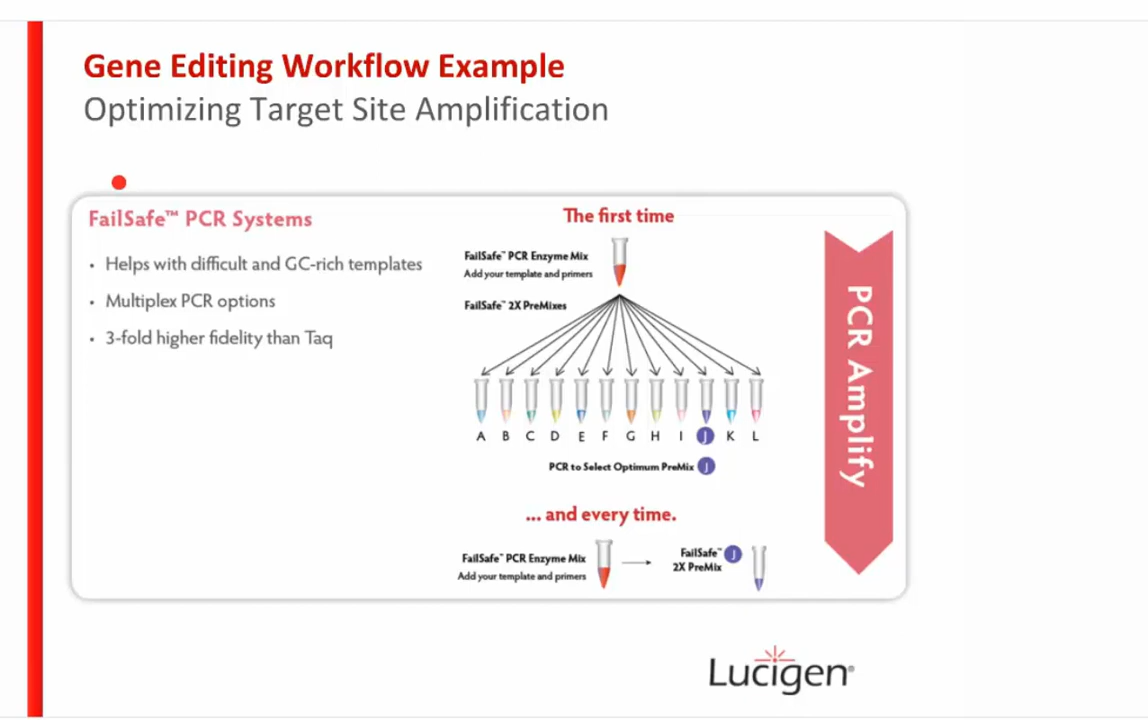 Gene Editing Workflow Example
Optimizing Target Site Amplification
FailSafe™ PCR Systems
• Helps with difficult and GC-rich templates
• Multiplex PCR options
• 3-fold higher fidelity than Taq
The first time
FailSafe™ PCR Enzyme Mix
Add your template and primers
FailSafe™ 2X PreMixes
A B C D E F G H I J K L
PCR to Select Optimum PreMix J
... and every time.
FailSafe™ PCR Enzyme Mix
Add your template and primers
FailSafe™ J
2X PreMix
PCR Amplify
Lucigen®